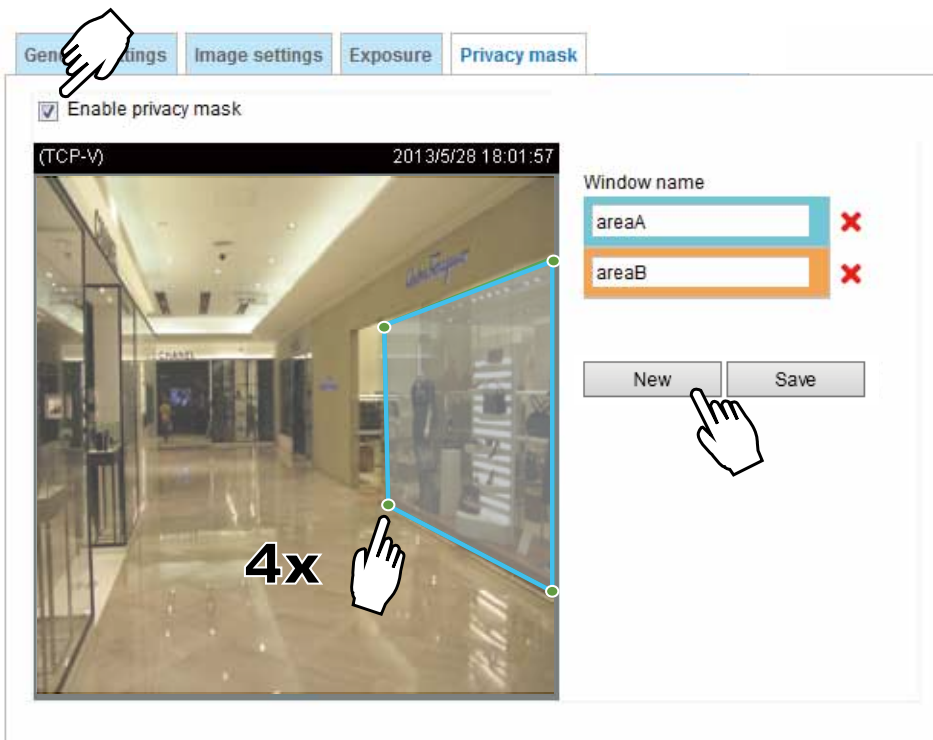 Image settings
Exposure
Privacy mask
Enable privacy mask
(TCP-V) 2013/5/28 18:01:57
Window name
areaA
areaB
CHANEL
New
Save
4x